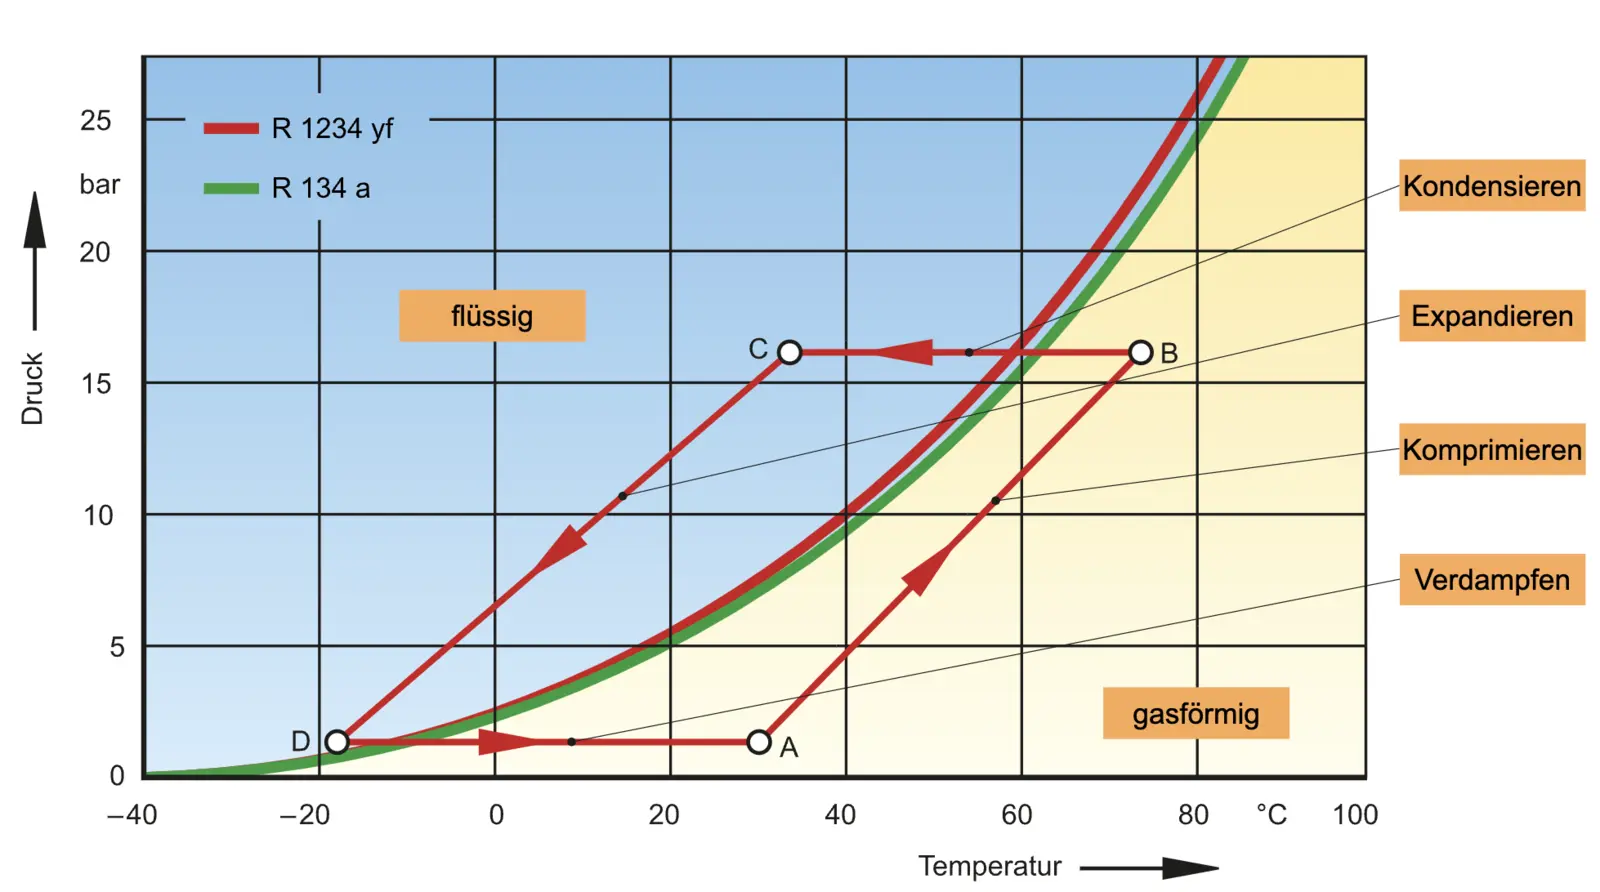 25
bar
20
15
10
5
0
Druck
R 1234 yf
R 134 a
flüssig
C
B
D
A
gasförmig
Kondensieren
Expandieren
Komprimieren
Verdampfen
–40
–20
0
20
40
60
80
°C
100
Temperatur